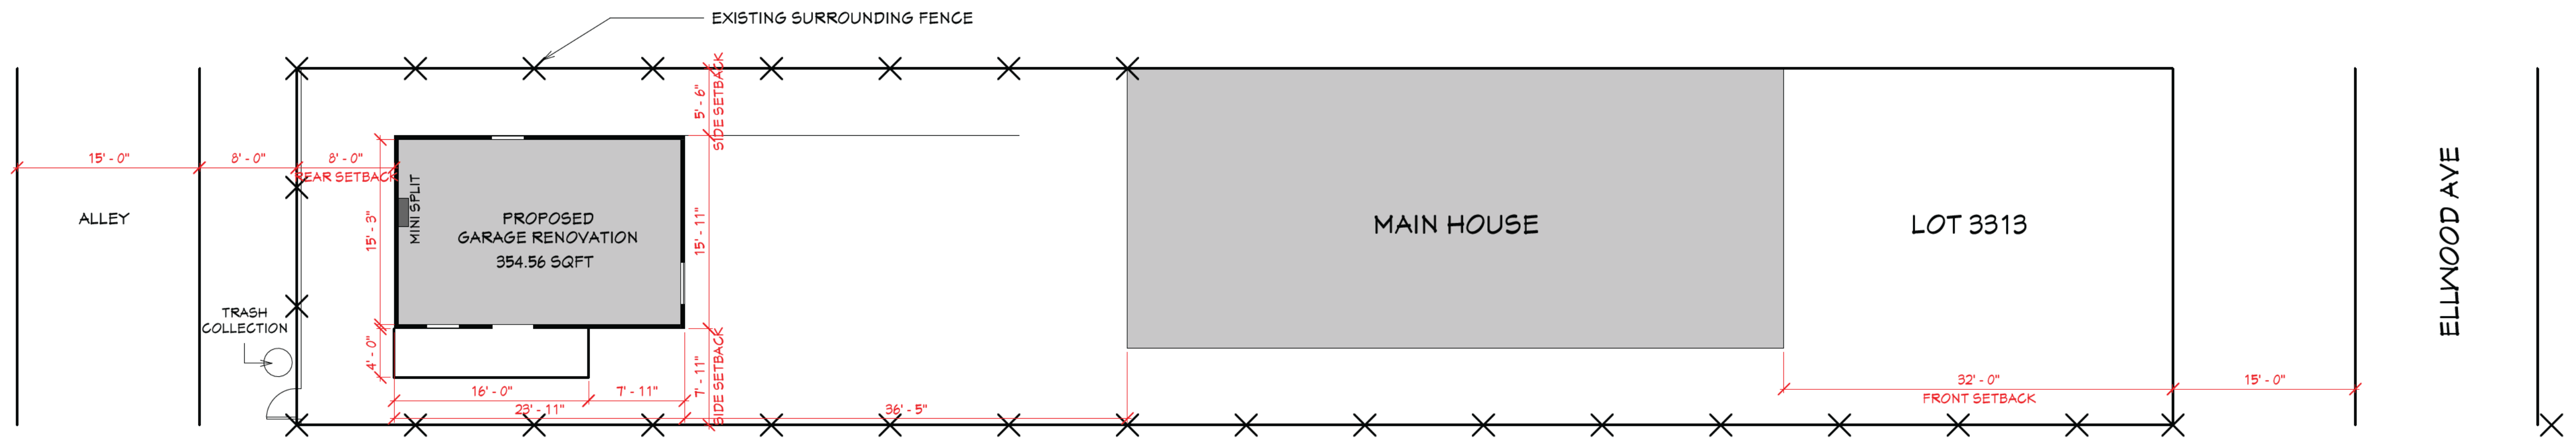 EXISTING SURROUNDING FENCE
5' - 6"
SIDE SETBACK
15' - 0"
8' - 0"
8' - 0"
REAR SETBACK
ALLEY
15' - 3"
MINI SPLIT
PROPOSED
GARAGE RENOVATION
354.56 SQFT
15' - 11"
MAIN HOUSE
LOT 3313
ELLWOOD AVE
TRASH
COLLECTION
4' - 0"
16' - 0"
7' - 11"
23' - 11"
7' - 11"
SIDE SETBACK
36' - 5"
32' - 0"
FRONT SETBACK
15' - 0"